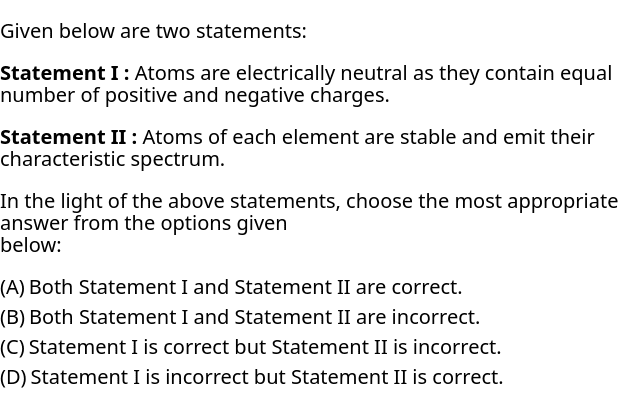 Given below are two statements:
Statement I : Atoms are electrically neutral as they contain equal
number of positive and negative charges.
Statement II : Atoms of each element are stable and emit their
characteristic spectrum.
In the light of the above statements, choose the most appropriate
answer from the options given
below:
(A) Both Statement I and Statement II are correct.
(B) Both Statement I and Statement II are incorrect.
(C) Statement I is correct but Statement II is incorrect.
(D) Statement I is incorrect but Statement II is correct.